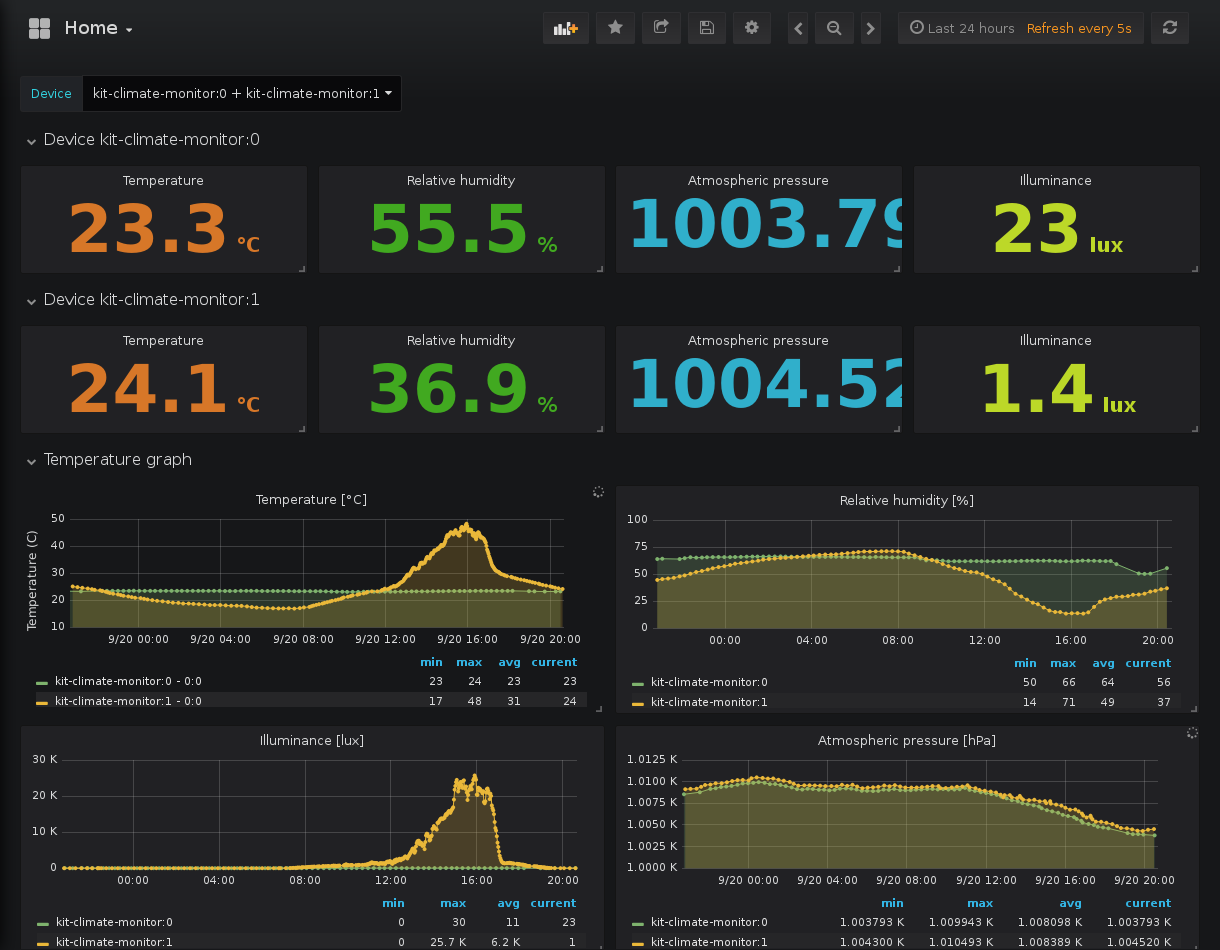 Home
Last 24 hours Refresh every 5s
Device kit-climate-monitor:0 + kit-climate-monitor:1
Device kit-climate-monitor:0
Temperature Relative humidity Atmospheric pressure Illuminance
23.3 °C 55.5 % 1003.79 23 lux
Device kit-climate-monitor:1
Temperature Relative humidity Atmospheric pressure Illuminance
24.1 °C 36.9 % 1004.52 1.4 lux
Temperature graph
Temperature [°C]
Temperature (C)
50
40
30
20
10
9/20 00:00 9/20 04:00 9/20 08:00 9/20 12:00 9/20 16:00 9/20 20:00
min max avg current
kit-climate-monitor:0 - 0:0 23 24 23 23
kit-climate-monitor:1 - 0:0 17 48 31 24
Relative humidity [%]
100
75
50
25
0
00:00 04:00 08:00 12:00 16:00 20:00
min max avg current
kit-climate-monitor:0 50 66 64 56
kit-climate-monitor:1 14 71 49 37
Illuminance [lux]
30 K
20 K
10 K
0
00:00 04:00 08:00 12:00 16:00 20:00
min max avg current
kit-climate-monitor:0 0 30 11 23
kit-climate-monitor:1 0 25.7 K 6.2 K 1
Atmospheric pressure [hPa]
1.0125 K
1.0100 K
1.0075 K
1.0050 K
1.0025 K
1.0000 K
9/20 00:00 9/20 04:00 9/20 08:00 9/20 12:00 9/20 16:00 9/20 20:00
min max avg current
kit-climate-monitor:0 1.003793 K 1.009943 K 1.008098 K 1.003793 K
kit-climate-monitor:1 1.004300 K 1.010493 K 1.008389 K 1.004520 K